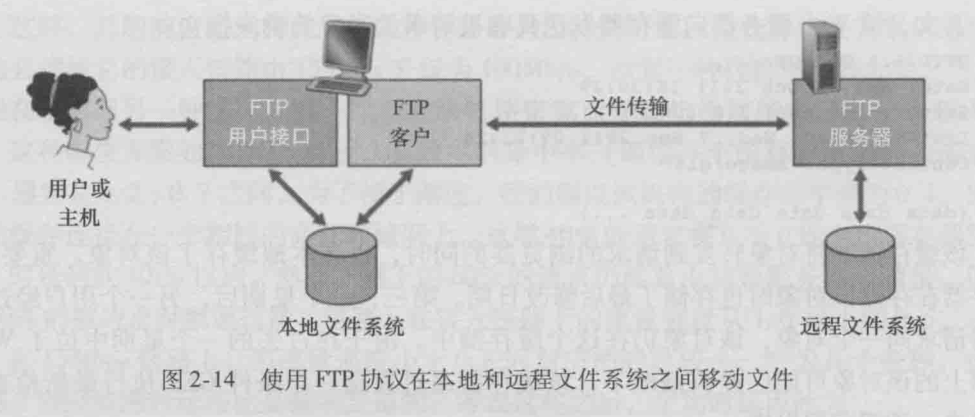 FTP
用户接口
FTP
客户
文件传输
FTP
服务器
用户或
主机
本地文件系统
远程文件系统
图 2-14 使用 FTP 协议在本地和远程文件系统之间移动文件